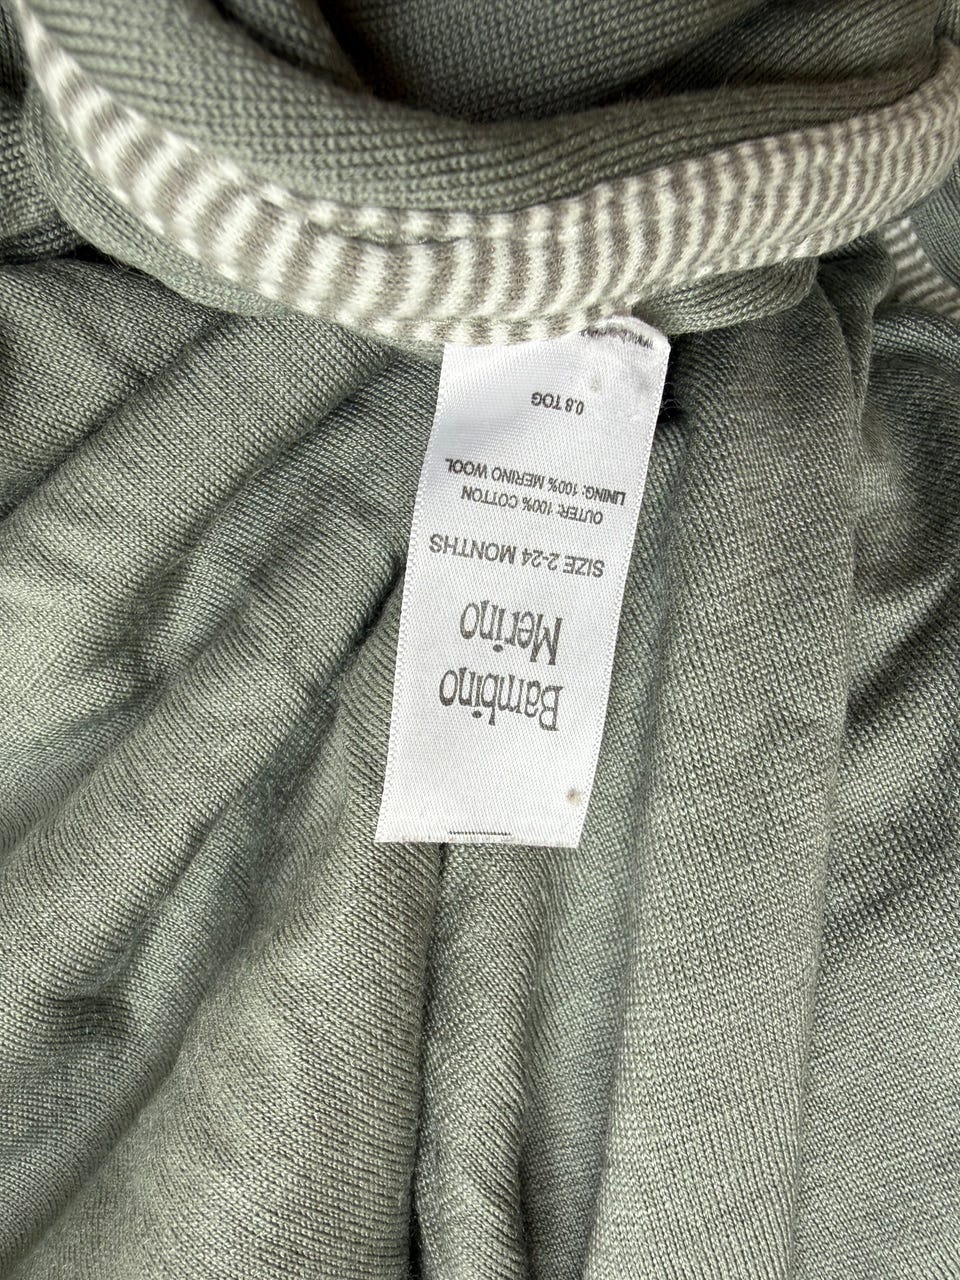 Bambino
Merino
SIZE 2-24 MONTHS
OUTER: 100% COTTON
LINING: 100% MERINO WOOL
0.8 TOG